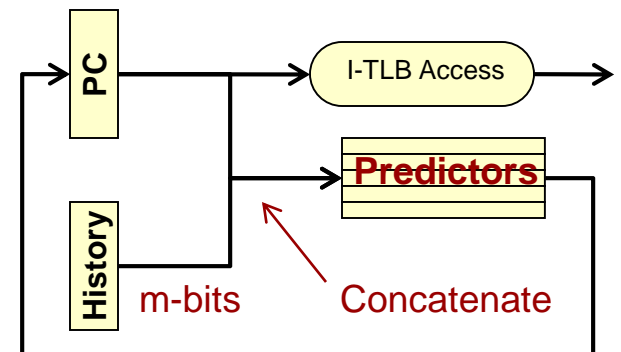 PC
I-TLB Access
Predictors
History
m-bits
Concatenate